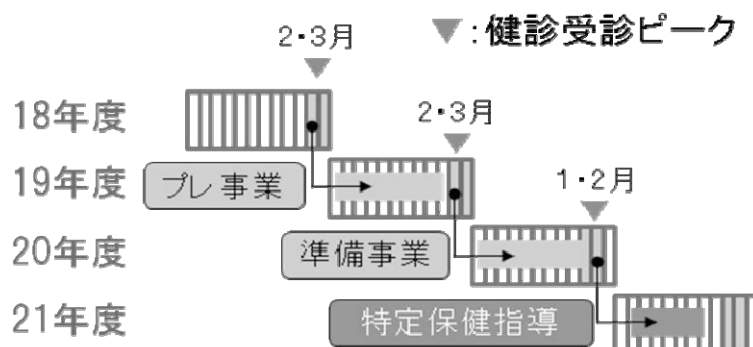 2・3月 ▼:健診受診ピーク
18年度
2・3月
19年度 プレ事業
1・2月
20年度 準備事業
21年度 特定保健指導